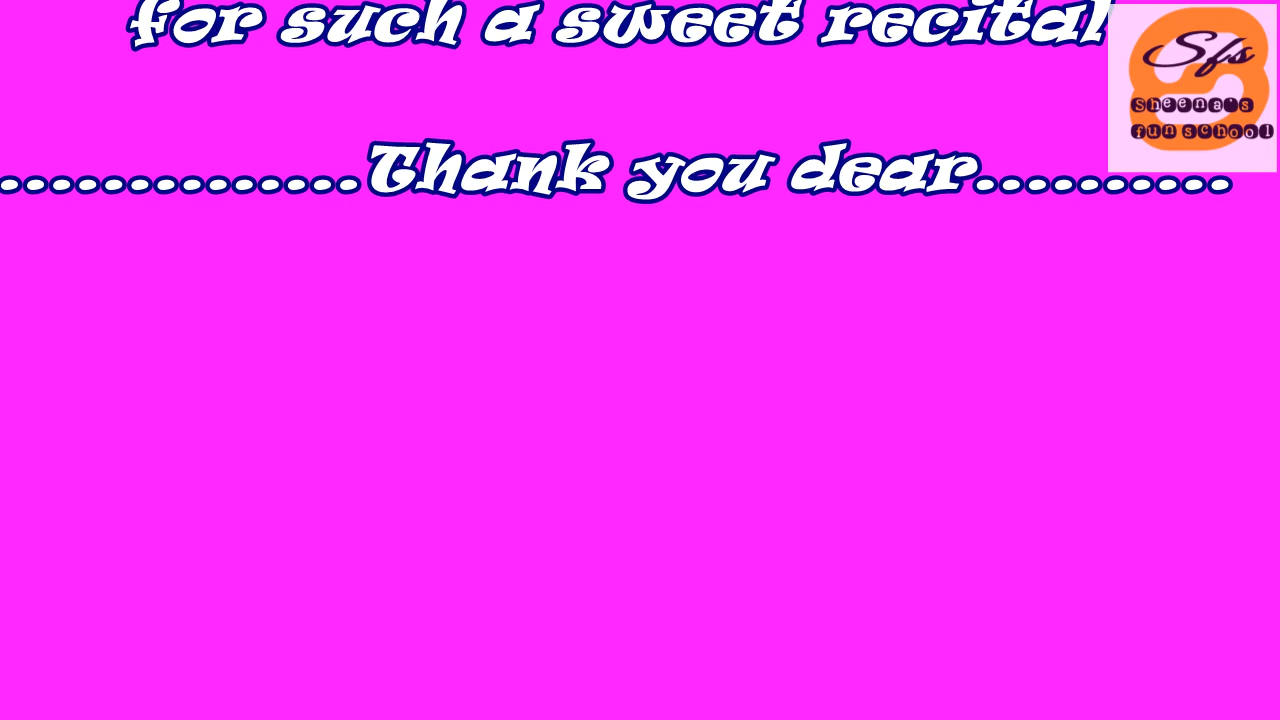 for such a sweet recital
..............Thank you dear..........
Sfs
Sheena's
fun school